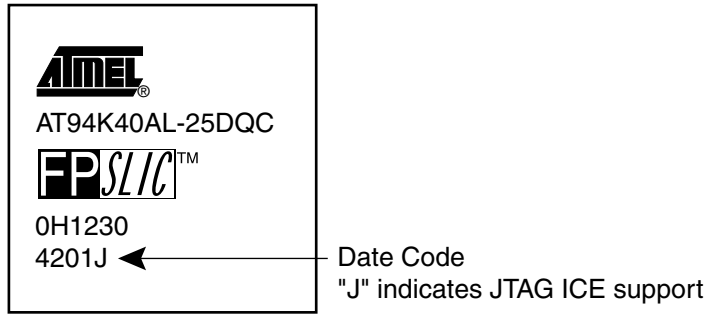 ATMEL®
AT94K40AL-25DQC
FPSLIC™
0H1230
4201J
Date Code
"J" indicates JTAG ICE support